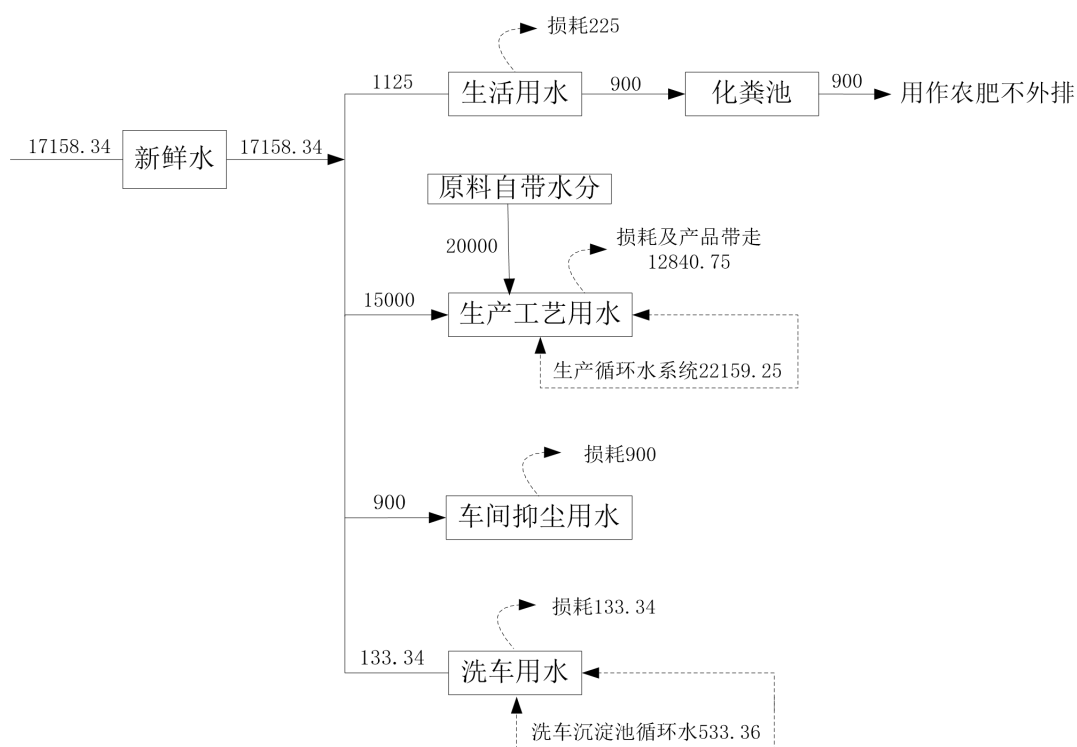 损耗225
1125
生活用水
900
化粪池
900
用作农肥不外排
17158.34
新鲜水
17158.34
原料自带水分
20000
损耗及产品带走
12840.75
15000
生产工艺用水
生产循环水系统22159.25
损耗900
900
车间抑尘用水
损耗133.34
133.34
洗车用水
洗车沉淀池循环水533.36